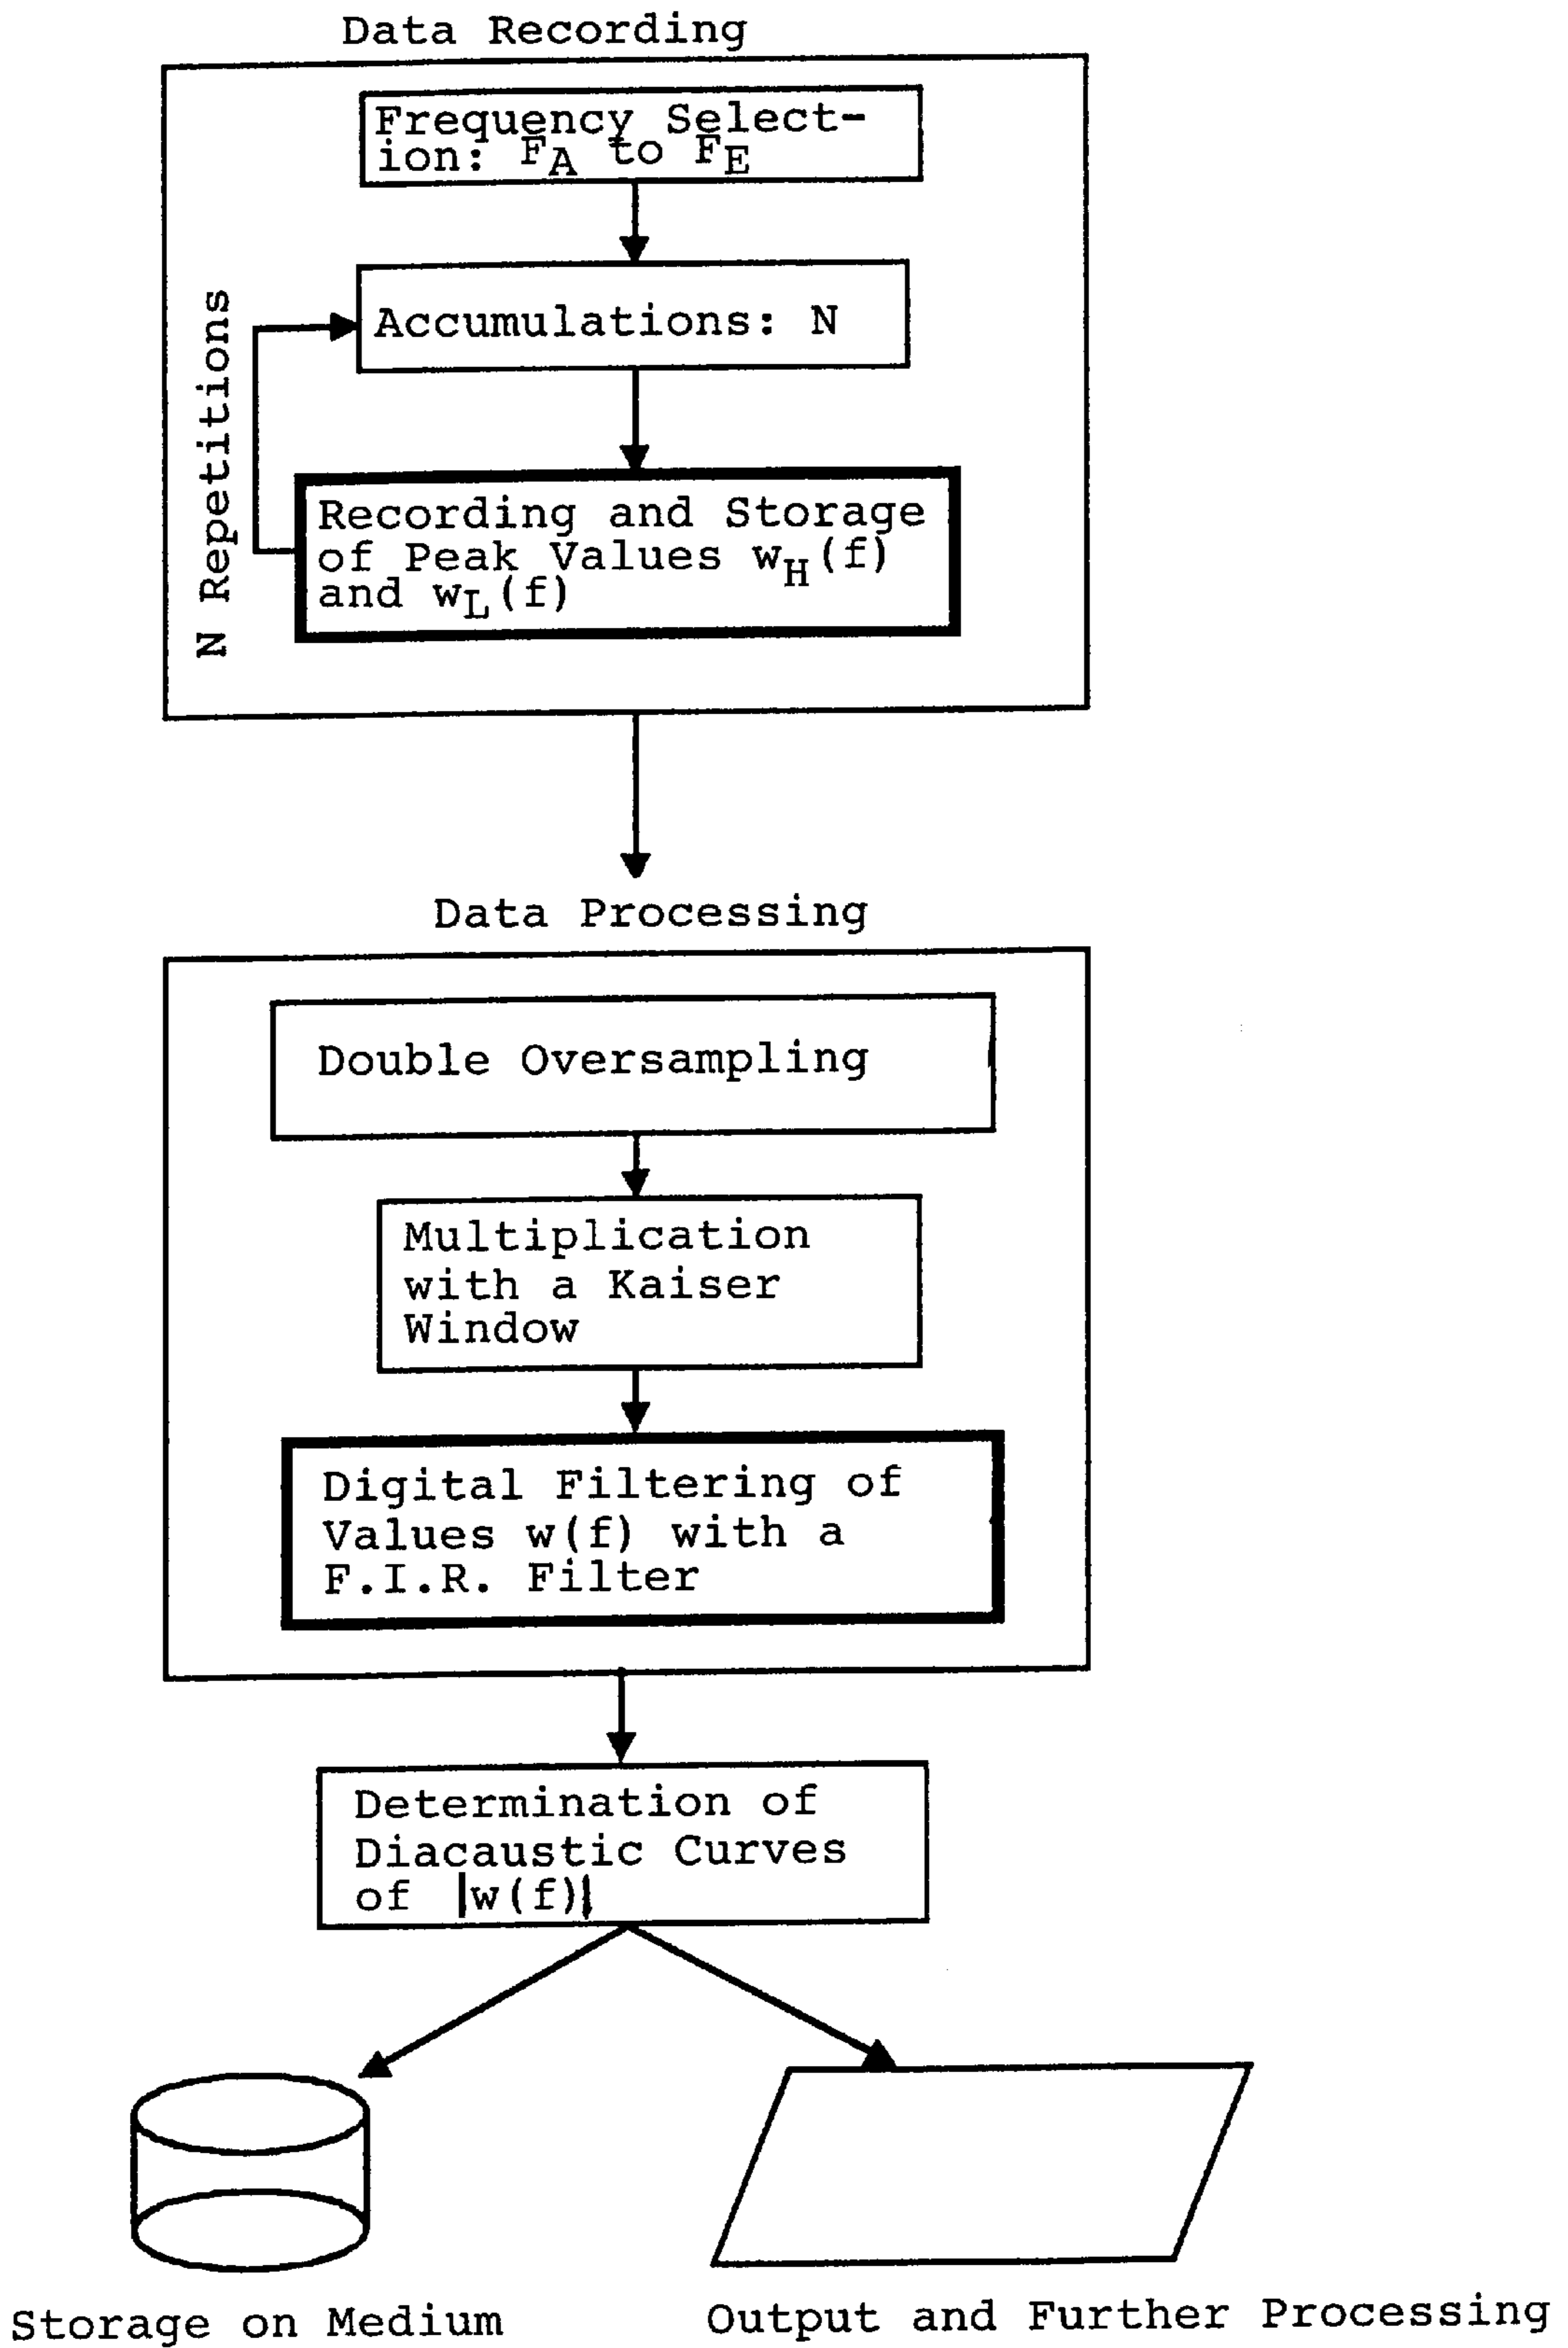 Data Recording
Frequency Select-
ion: FA to FE
Accumulations: N
N Repetitions
Recording and Storage
of Peak Values wH(f)
and wL(f)
Data Processing
Double Oversampling
Multiplication
with a Kaiser
Window
Digital Filtering of
Values w(f) with a
F.I.R. Filter
Determination of
Diacaustic Curves
of |w(f)|
Storage on Medium
Output and Further Processing